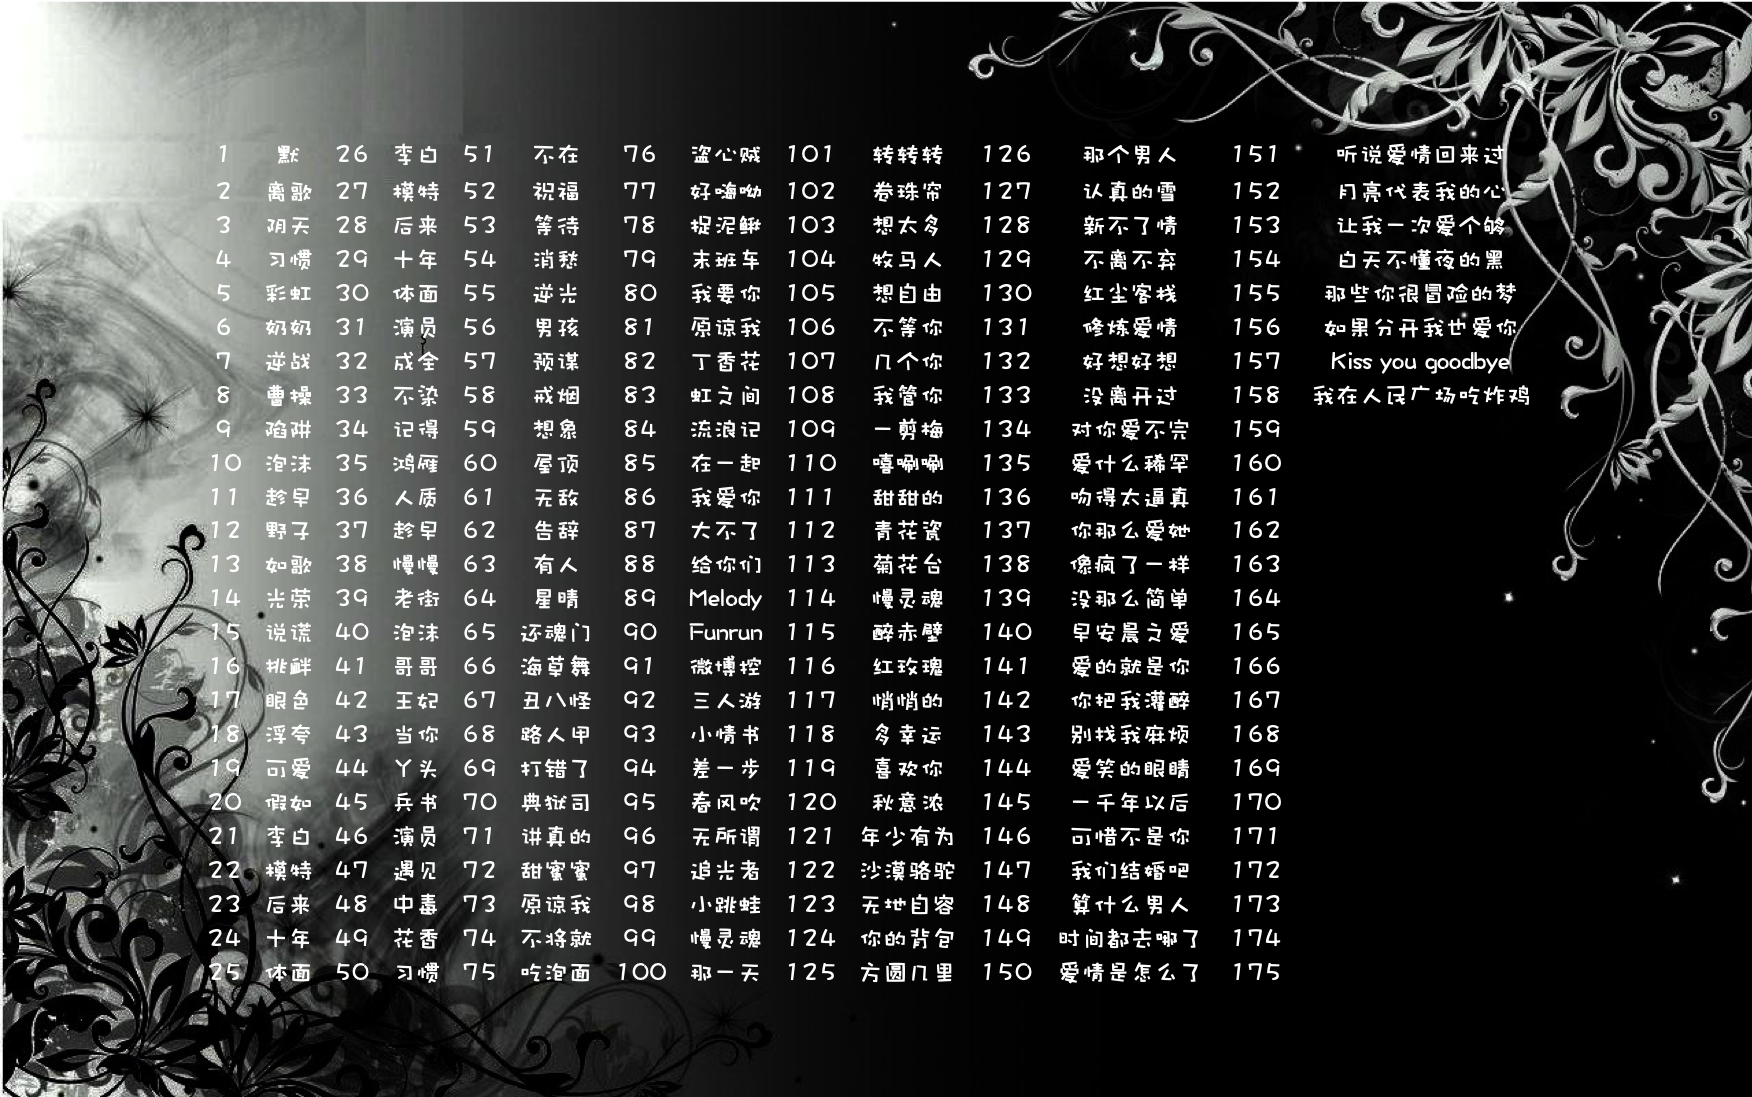 1 默 26 李白 51 不在 76 盗心贼 101 转转转 126 那个男人 151 听说爱情回来过
2 离歌 27 模特 52 祝福 77 好嗨呦 102 卷珠帘 127 认真的雪 152 月亮代表我的心
3 阴天 28 后来 53 等待 78 捉泥鳅 103 想太多 128 新不了情 153 让我一次爱个够
4 习惯 29 十年 54 消愁 79 末班车 104 牧马人 129 不离不弃 154 白天不懂夜的黑
5 彩虹 30 体面 55 逆光 80 我要你 105 想自由 130 红尘客栈 155 那些你很冒险的梦
6 奶奶 31 演员 56 男孩 81 原谅我 106 不等你 131 修炼爱情 156 如果分开我也爱你
7 逆战 32 成全 57 预谋 82 丁香花 107 几个你 132 好想好想 157 Kiss you goodbye
8 曹操 33 不染 58 戒烟 83 虹之间 108 我管你 133 没离开过 158 我在人民广场吃炸鸡
9 陷阱 34 记得 59 想象 84 流浪记 109 一剪梅 134 对你爱不完 159
10 泡沫 35 鸿雁 60 屋顶 85 在一起 110 嘻唰唰 135 爱什么稀罕 160
11 趁早 36 人质 61 无敌 86 我爱你 111 甜甜的 136 吻得太逼真 161
12 野子 37 趁早 62 告辞 87 大不了 112 青花瓷 137 你那么爱她 162
13 如歌 38 慢慢 63 有人 88 给你们 113 菊花台 138 像疯了一样 163
14 光荣 39 老街 64 星晴 89 Melody 114 慢灵魂 139 没那么简单 164
15 说谎 40 泡沫 65 还魂门 90 Funrun 115 醉赤壁 140 早安晨之爱 165
16 挑衅 41 哥哥 66 海草舞 91 微博控 116 红玫瑰 141 爱的就是你 166
17 眼色 42 王妃 67 丑八怪 92 三人游 117 悄悄的 142 你把我灌醉 167
18 浮夸 43 当你 68 路人甲 93 小情书 118 多幸运 143 别找我麻烦 168
19 可爱 44 丫头 69 打错了 94 差一步 119 喜欢你 144 爱笑的眼睛 169
20 假如 45 兵书 70 典狱司 95 春风吹 120 秋意浓 145 一千年以后 170
21 李白 46 演员 71 讲真的 96 无所谓 121 年少有为 146 可惜不是你 171
22 模特 47 遇见 72 甜蜜蜜 97 追光者 122 沙漠骆驼 147 我们结婚吧 172
23 后来 48 中毒 73 原谅我 98 小跳蛙 123 无地自容 148 算什么男人 173
24 十年 49 花香 74 不将就 99 慢灵魂 124 你的背包 149 时间都去哪了 174
25 体面 50 习惯 75 吃泡面 100 那一天 125 方圆几里 150 爱情是怎么了 175